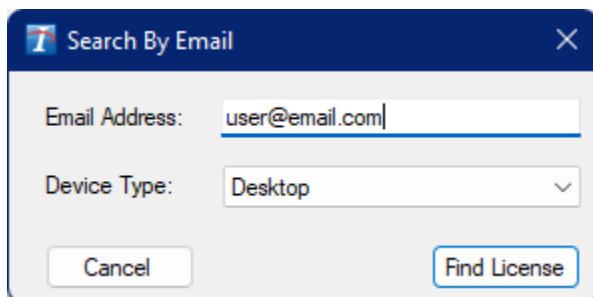 Search By Email
Email Address: user@email.com
Device Type: Desktop
Cancel Find License